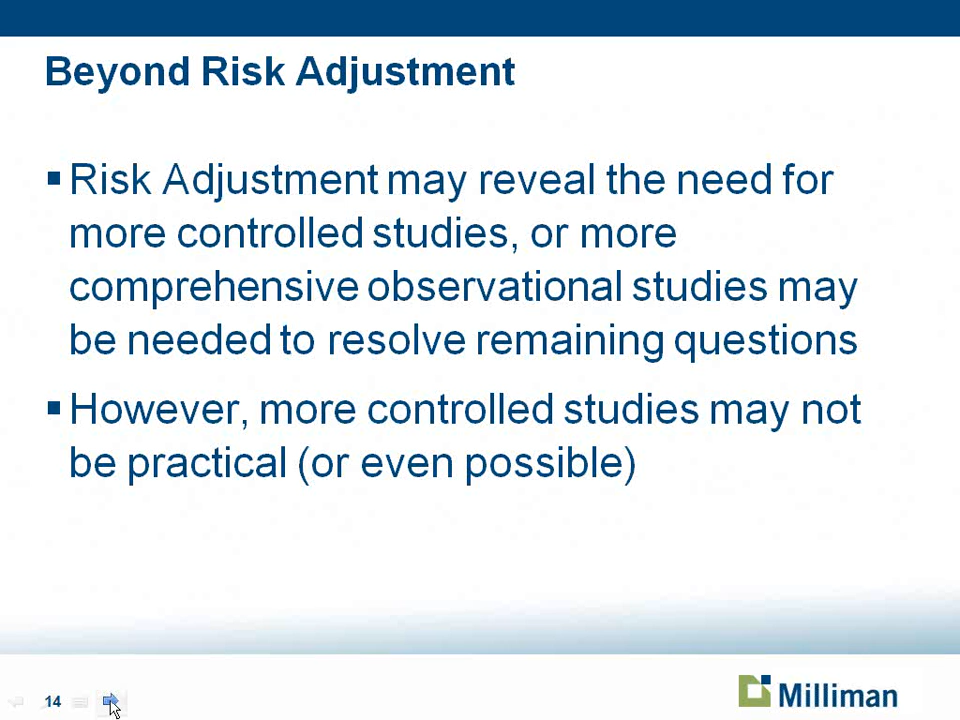 Beyond Risk Adjustment
▪ Risk Adjustment may reveal the need for
more controlled studies, or more
comprehensive observational studies may
be needed to resolve remaining questions
▪ However, more controlled studies may not
be practical (or even possible)
14
Milliman